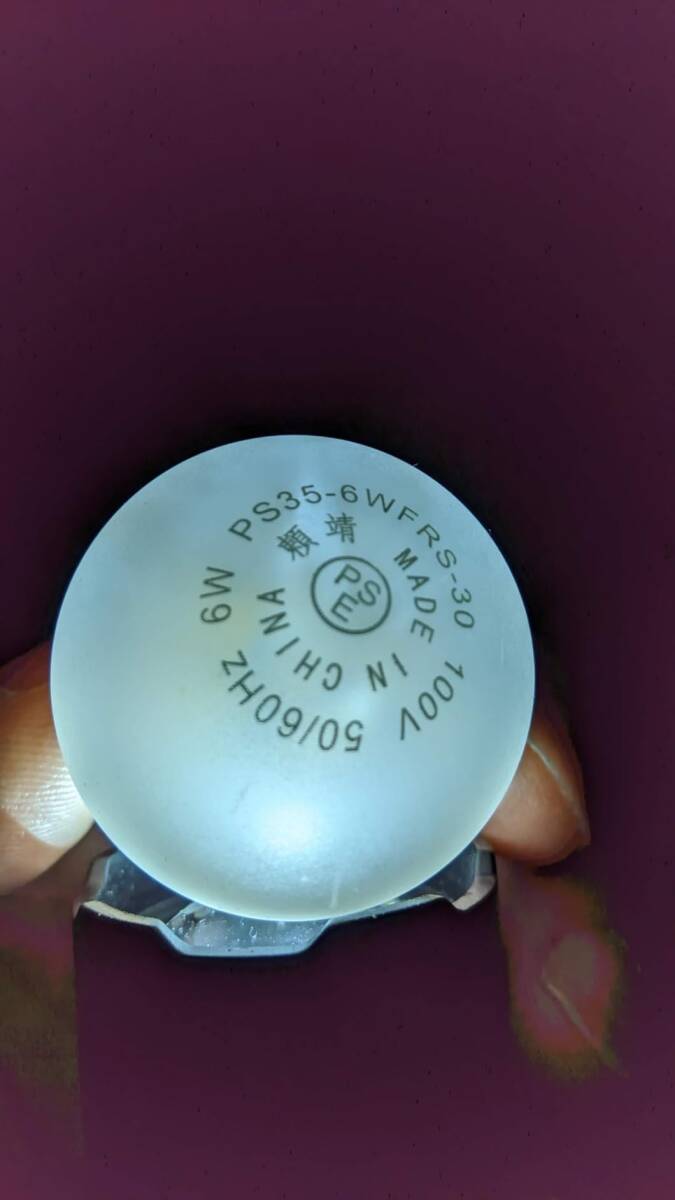 PS35-6WFRS-30
100V 50/60Hz 6W
頼靖
MADE IN CHINA
PSE